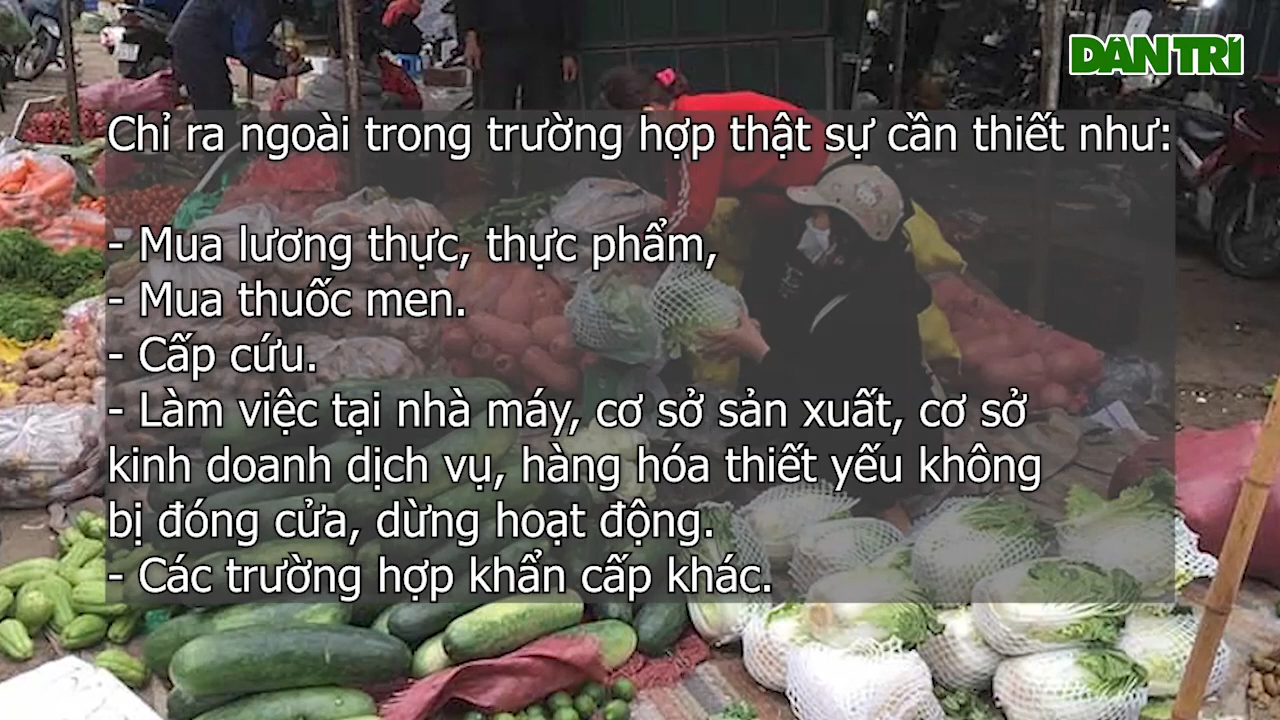 DÂN TRÍ
Chỉ ra ngoài trong trường hợp thật sự cần thiết như:
- Mua lương thực, thực phẩm,
- Mua thuốc men.
- Cấp cứu.
- Làm việc tại nhà máy, cơ sở sản xuất, cơ sở
kinh doanh dịch vụ, hàng hóa thiết yếu không
bị đóng cửa, dừng hoạt động.
- Các trường hợp khẩn cấp khác.